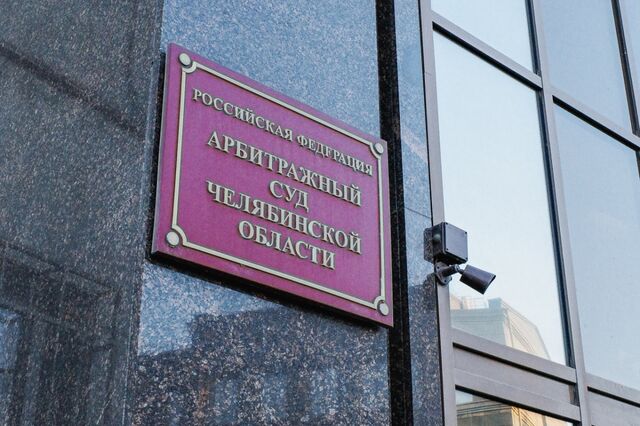 РОССИЙСКАЯ ФЕДЕРАЦИЯ
АРБИТРАЖНЫЙ
СУД
ЧЕЛЯБИНСКОЙ
ОБЛАСТИ